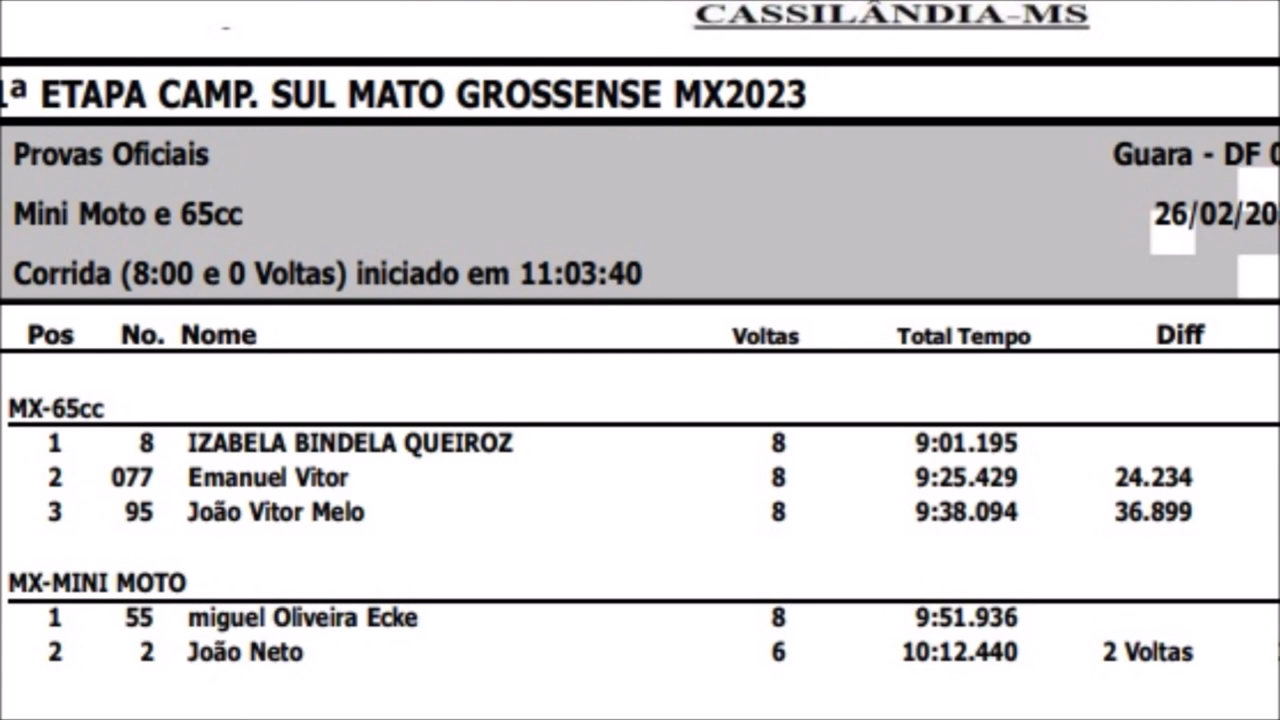 CASSILÂNDIA-MS
1ª ETAPA CAMP. SUL MATO GROSSENSE MX2023
Provas Oficiais Guara - DF
Mini Moto e 65cc 26/02/20
Corrida (8:00 e 0 Voltas) iniciado em 11:03:40
Pos No. Nome Voltas Total Tempo Diff
MX-65cc
1 8 IZABELA BINDELA QUEIROZ 8 9:01.195
2 077 Emanuel Vitor 8 9:25.429 24.234
3 95 João Vitor Melo 8 9:38.094 36.899
MX-MINI MOTO
1 55 miguel Oliveira Ecke 8 9:51.936
2 2 João Neto 6 10:12.440 2 Voltas